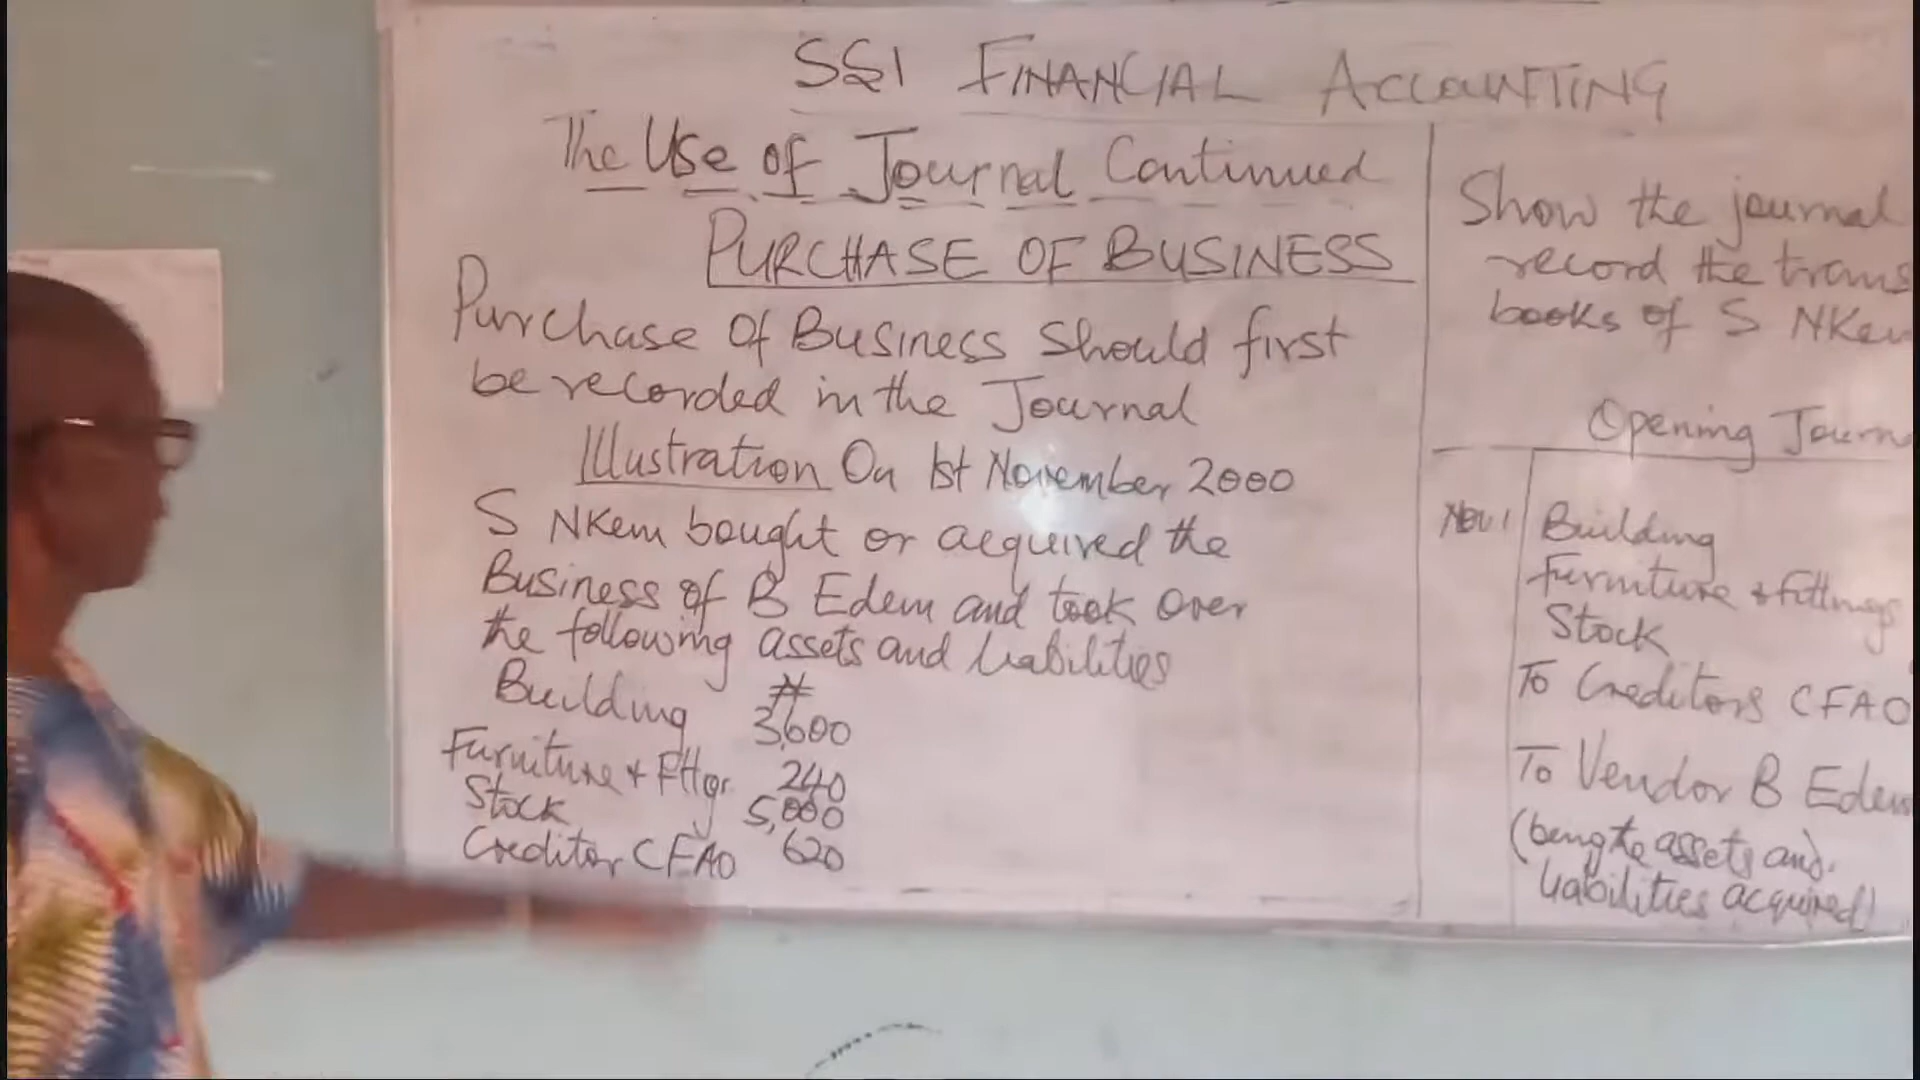 SS1 FINANCIAL ACCOUNTING
The Use of Journal Continued
PURCHASE OF BUSINESS
Purchase Of Business Should first
be recorded in the Journal
Illustration On 1st November 2000
S NKem bought or acquired the
Business of B Edem and took over
the following assets and liabilities
₦
Building 3,600
Furniture + Fttgs 240
Stock 5,000
Creditor CFAO 620
Show the journal
record the trans
books of S NKem
Opening Journ
Nov 1 Building
Furniture + fittings
Stock
To Creditors CFAO
To Vendor B Edem
(being the assets and
liabilities acquired)